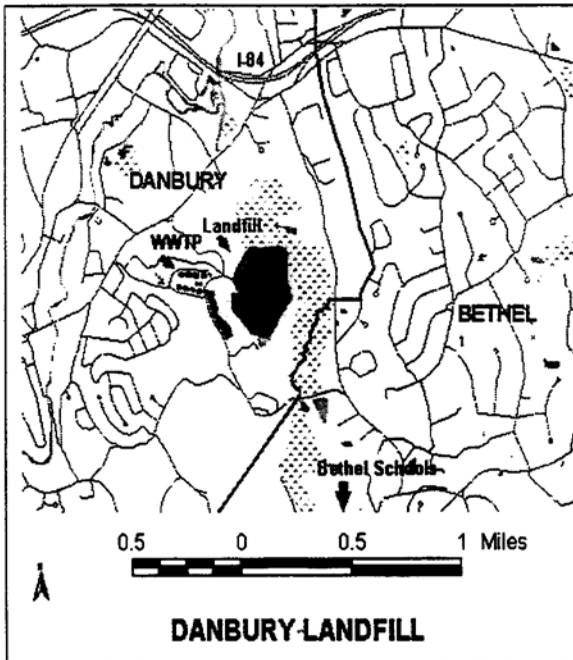 I-84
DANBURY
Landfill
WWTP
BETHEL
Bethel Schools
0.5 0 0.5 1 Miles
DANBURY LANDFILL